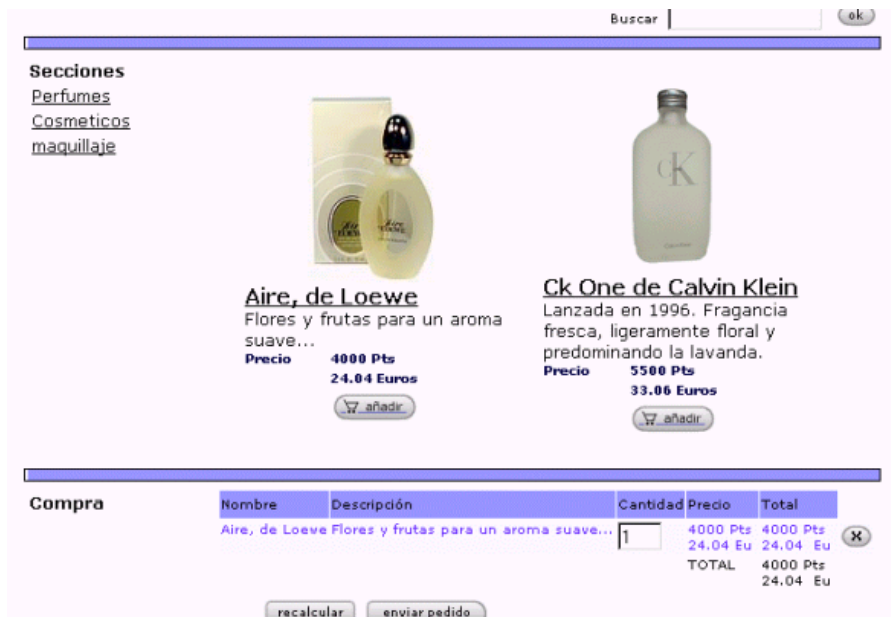 Buscar ok
Secciones
Perfumes
Cosmeticos
maquillaje
cK
Aire
LOEWE
Aire, de Loewe
Flores y frutas para un aroma
suave...
Precio 4000 Pts
24.04 Euros
añadir
Ck One de Calvin Klein
Lanzada en 1996. Fragancia
fresca, ligeramente floral y
predominando la lavanda.
Precio 5500 Pts
33.06 Euros
añadir
Compra
Nombre Descripción Cantidad Precio Total
Aire, de Loewe Flores y frutas para un aroma suave... 1 4000 Pts 4000 Pts
24.04 Eu 24.04 Eu
TOTAL 4000 Pts
24.04 Eu
recalcular enviar pedido